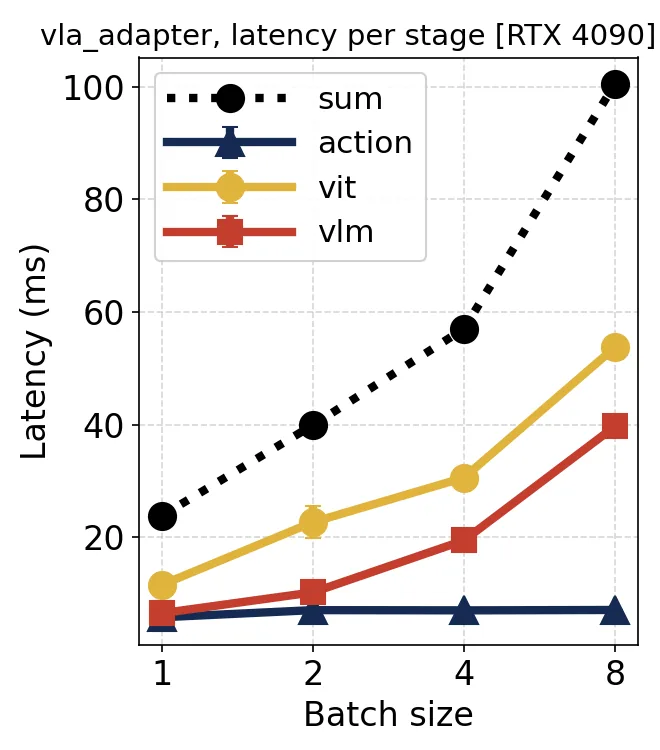 vla_adapter, latency per stage [RTX 4090]
sum
action
vit
vlm
Latency (ms)
100
80
60
40
20
1 2 4 8
Batch size